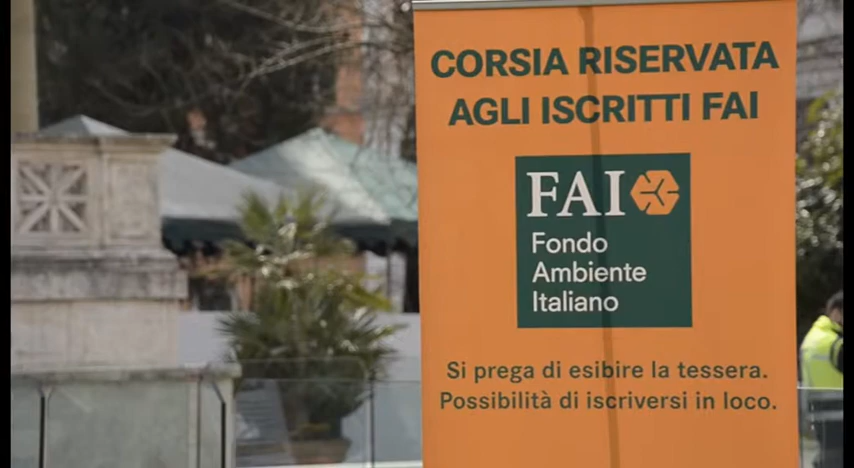 CORSIA RISERVATA
AGLI ISCRITTI FAI
FAI
Fondo
Ambiente
Italiano
Si prega di esibire la tessera.
Possibilità di iscriversi in loco.